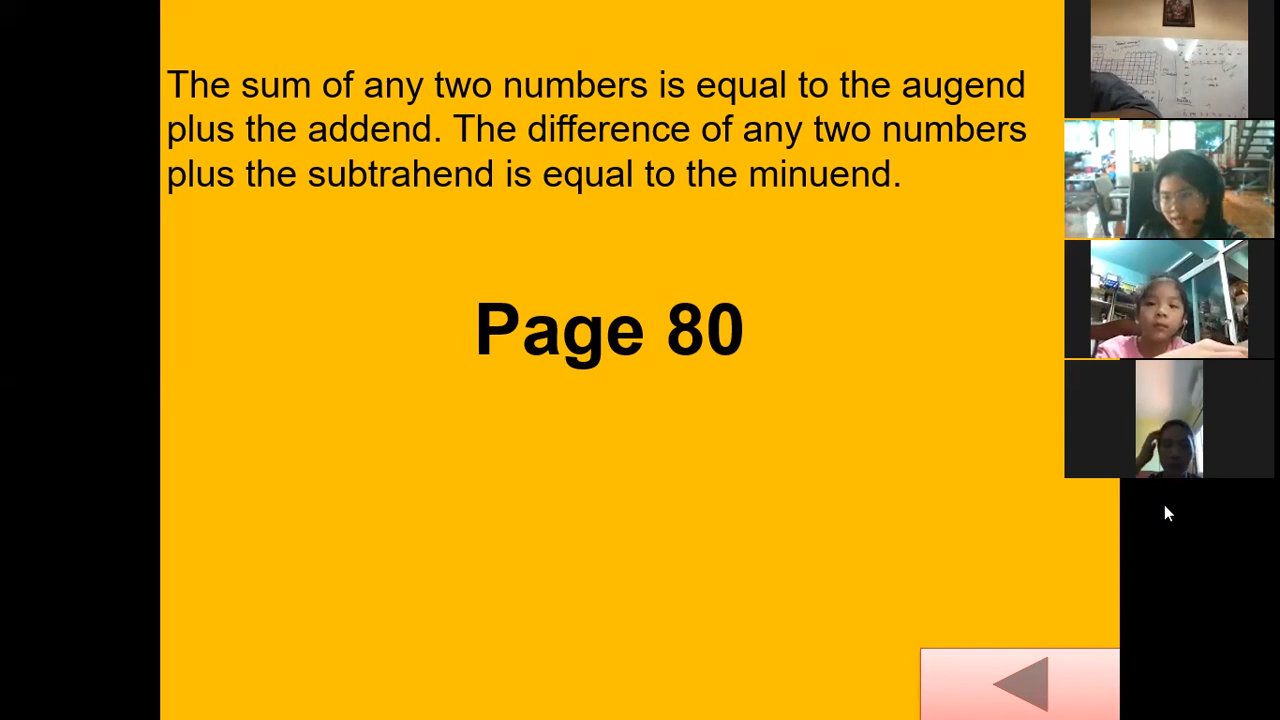 The sum of any two numbers is equal to the augend
plus the addend. The difference of any two numbers
plus the subtrahend is equal to the minuend.
Page 80